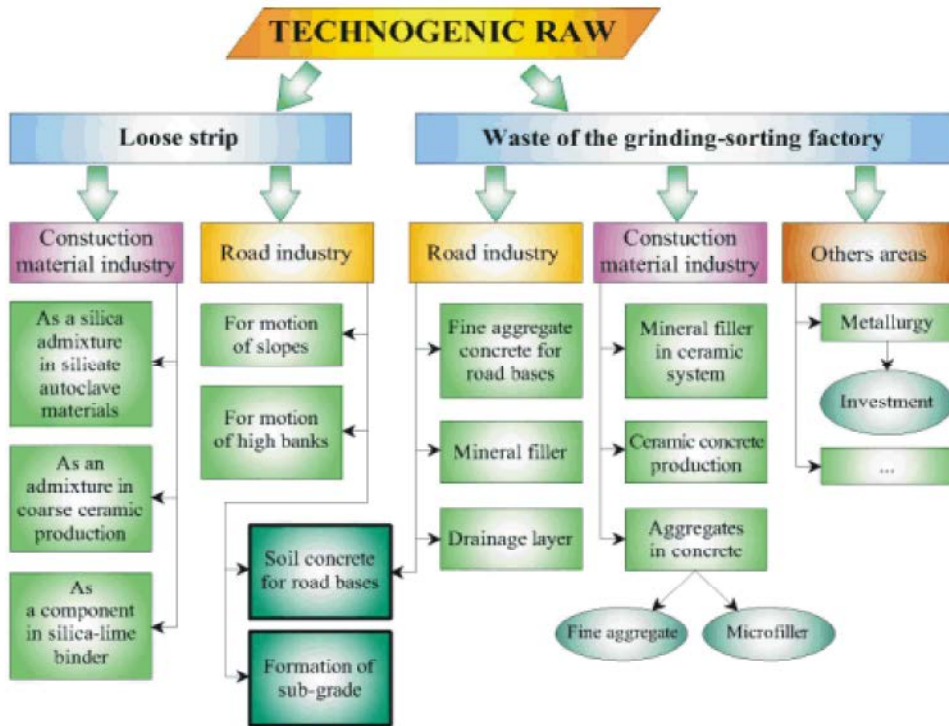 TECHNOGENIC RAW
Loose strip
Waste of the grinding-sorting factory
Constuction
material industry
Road industry
Road industry
Constuction
material industry
Others areas
As a silica
admixture
in silicate
autoclave
materials
As an
admixture in
coarse ceramic
production
As
a component
in silica-lime
binder
For motion
of slopes
For motion
of high banks
Soil concrete
for road bases
Formation of
sub-grade
Fine aggregate
concrete for
road bases
Mineral filler
Drainage layer
Mineral filler
in ceramic
system
Ceramic concrete
production
Aggregates
in concrete
Fine aggregate
Microfiller
Metallurgy
Investment
...